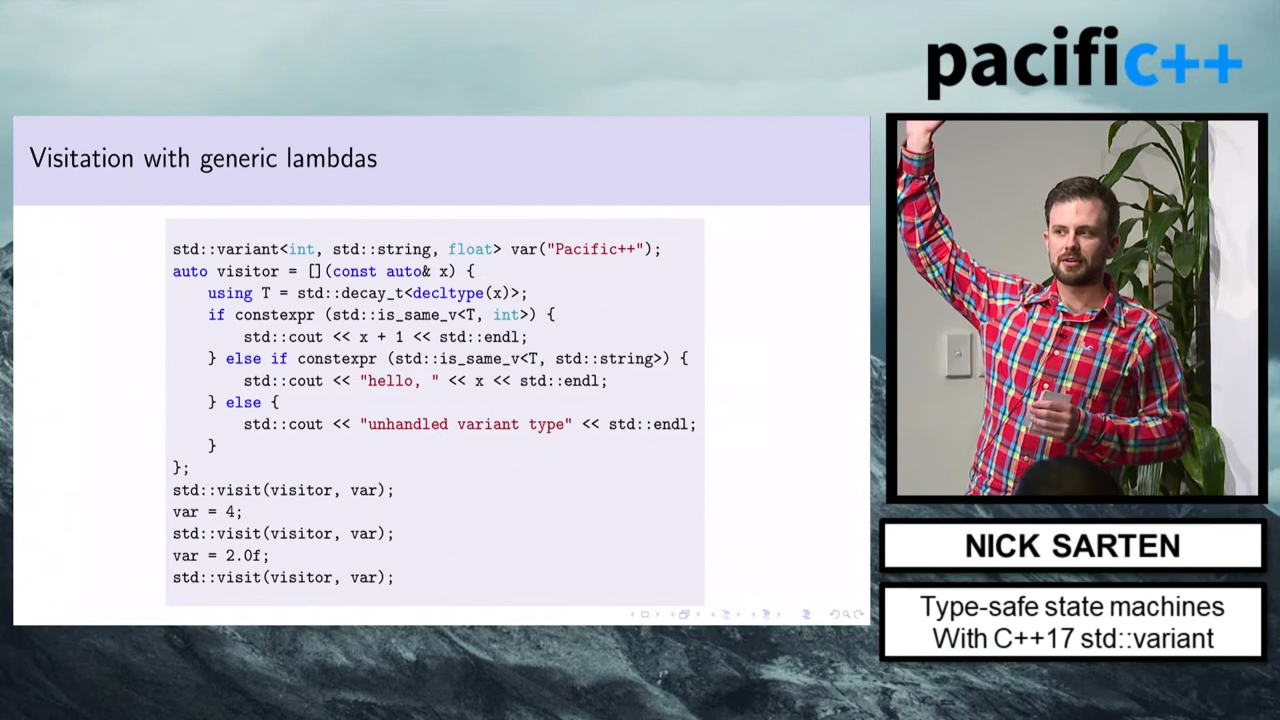 pacific++
Visitation with generic lambdas
std::variant<int, std::string, float> var("Pacific++");
auto visitor = [](const auto& x) {
    using T = std::decay_t<decltype(x)>;
    if constexpr (std::is_same_v<T, int>) {
        std::cout << x + 1 << std::endl;
    } else if constexpr (std::is_same_v<T, std::string>) {
        std::cout << "hello, " << x << std::endl;
    } else {
        std::cout << "unhandled variant type" << std::endl;
    }
};
std::visit(visitor, var);
var = 4;
std::visit(visitor, var);
var = 2.0f;
std::visit(visitor, var);
NICK SARTEN
Type-safe state machines
With C++17 std::variant